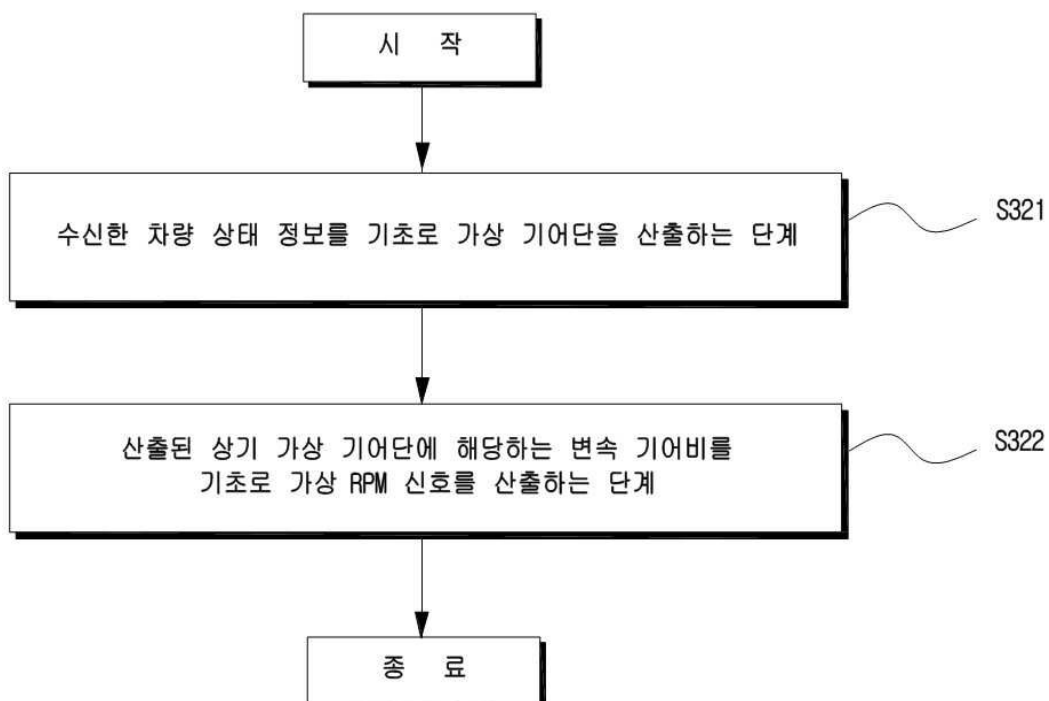 시 작
수신한 차량 상태 정보를 기초로 가상 기어단을 산출하는 단계
S321
산출된 상기 가상 기어단에 해당하는 변속 기어비를
기초로 가상 RPM 신호를 산출하는 단계
S322
종 료